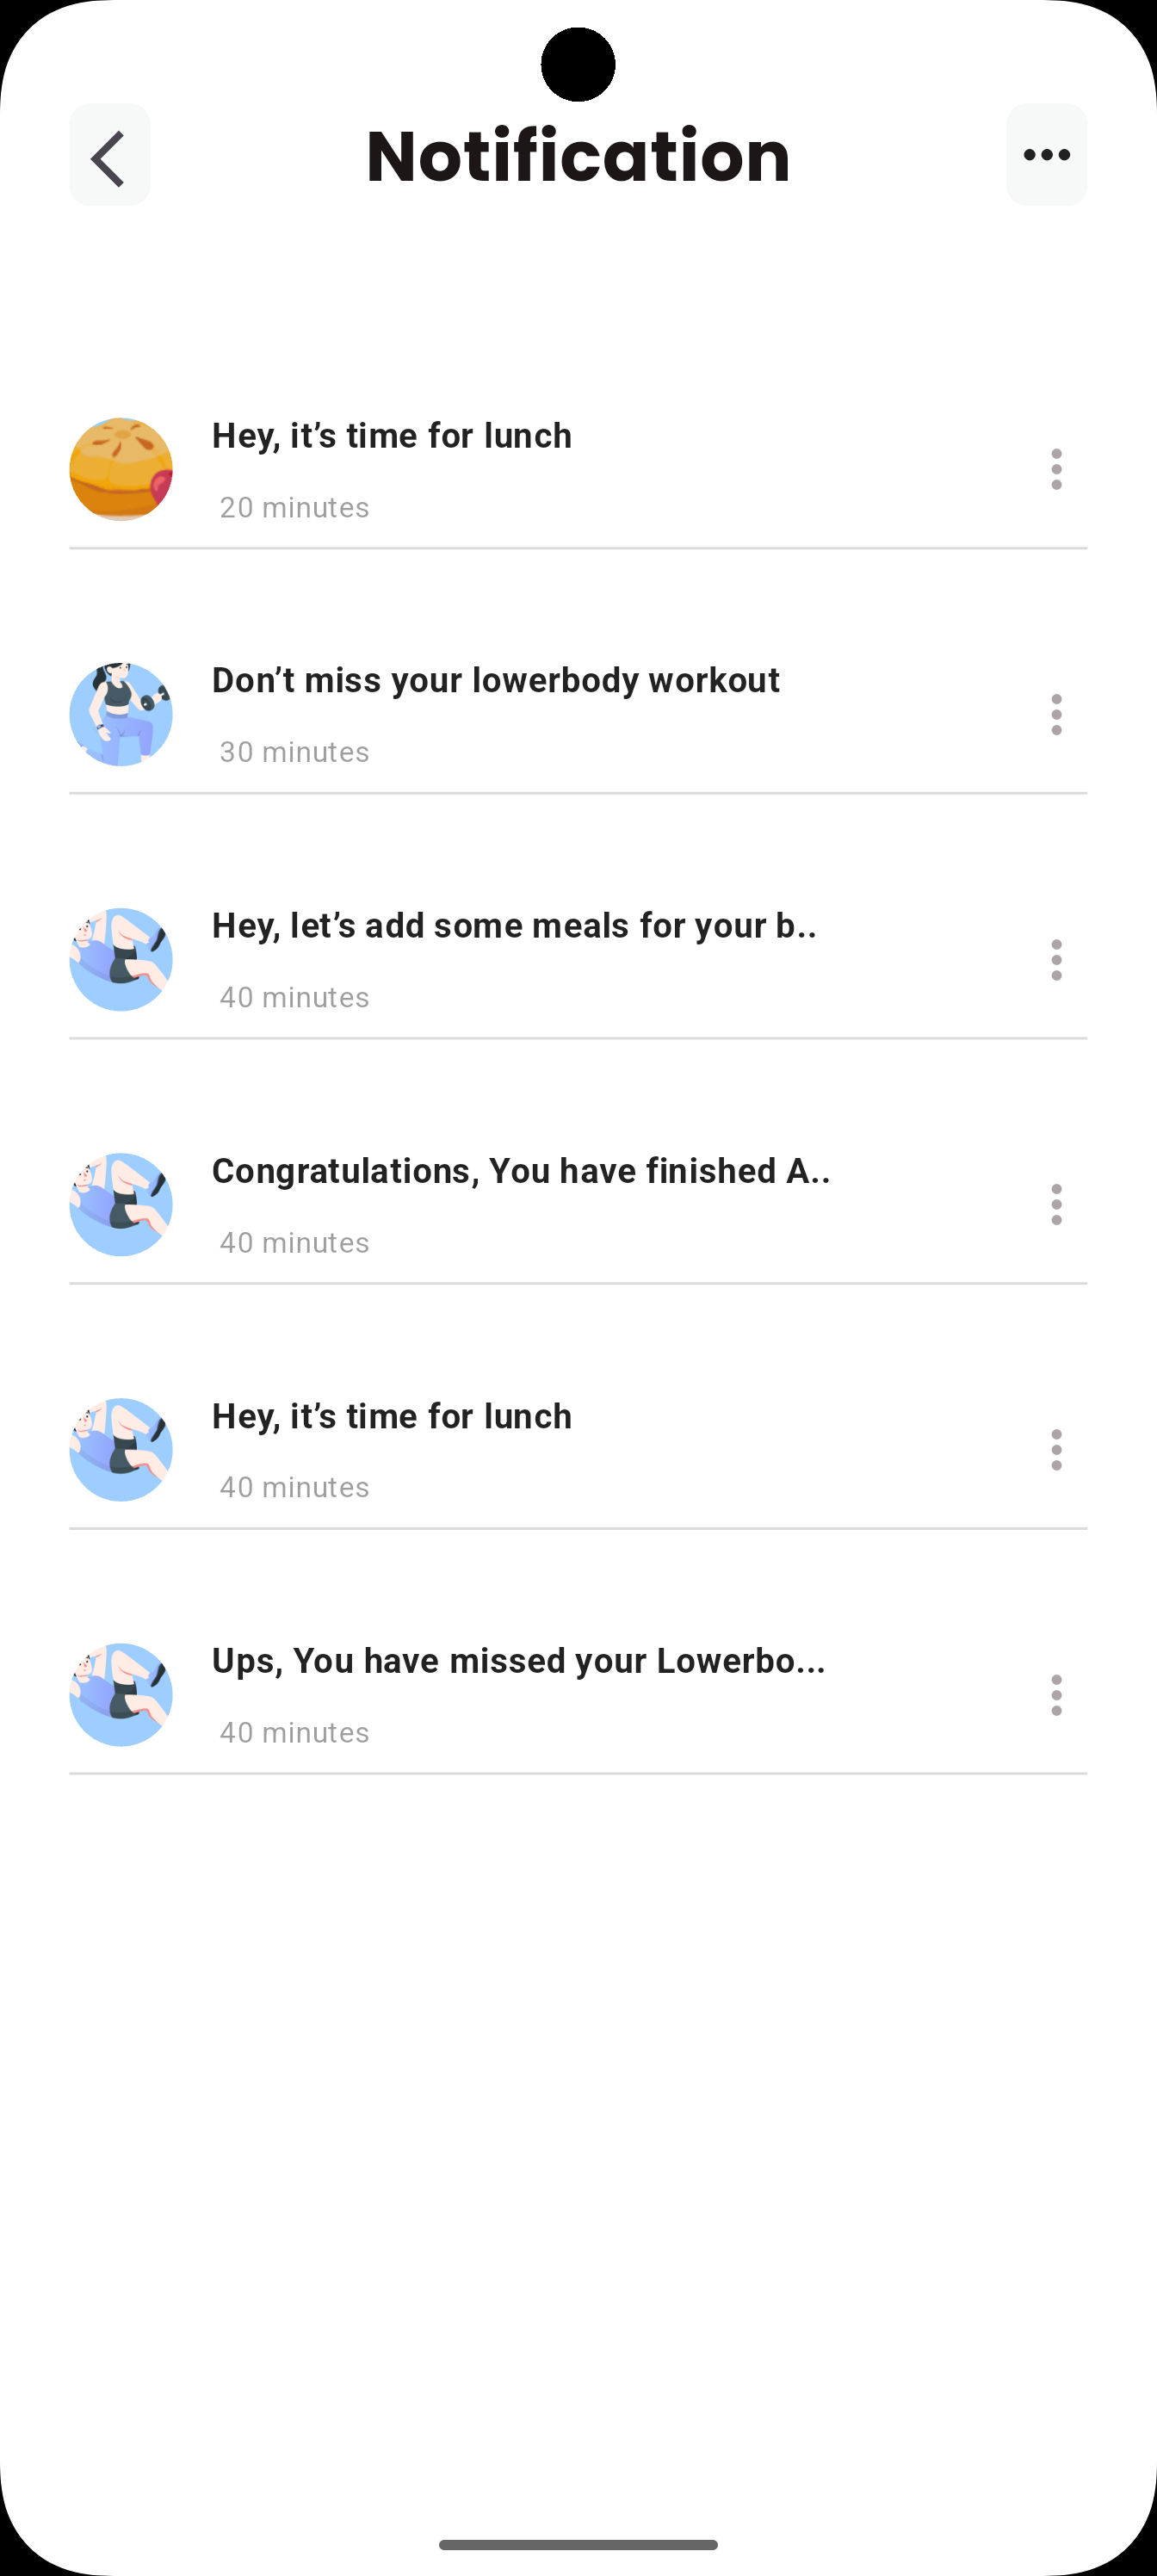 Notification
Hey, it’s time for lunch
20 minutes
Don’t miss your lowerbody workout
30 minutes
Hey, let’s add some meals for your b..
40 minutes
Congratulations, You have finished A..
40 minutes
Hey, it’s time for lunch
40 minutes
Ups, You have missed your Lowerbo...
40 minutes